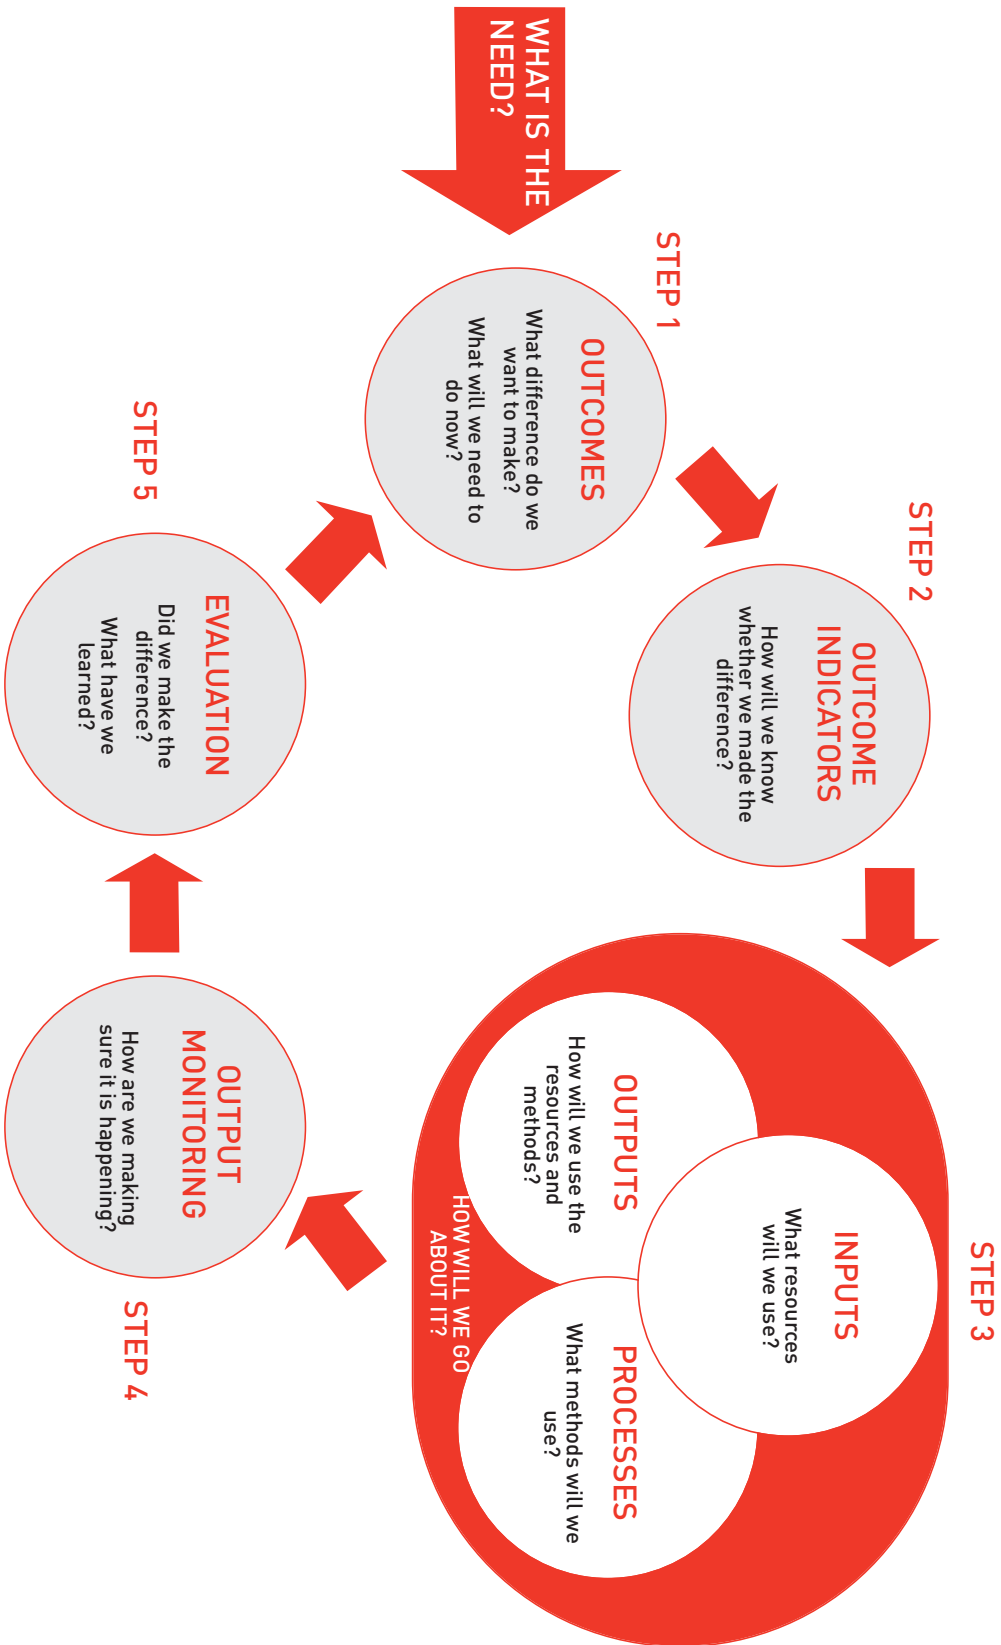 WHAT IS THE
NEED?
STEP 1
OUTCOMES
What difference do we
want to make?
What will we need to
do now?
STEP 2
OUTCOME
INDICATORS
How will we know
whether we made the
difference?
STEP 3
INPUTS
What resources
will we use?
OUTPUTS
How will we use the
resources and
methods?
PROCESSES
What methods will we
use?
HOW WILL WE GO
ABOUT IT?
STEP 4
OUTPUT
MONITORING
How are we making
sure it is happening?
STEP 5
EVALUATION
Did we make the
difference?
What have we
learned?